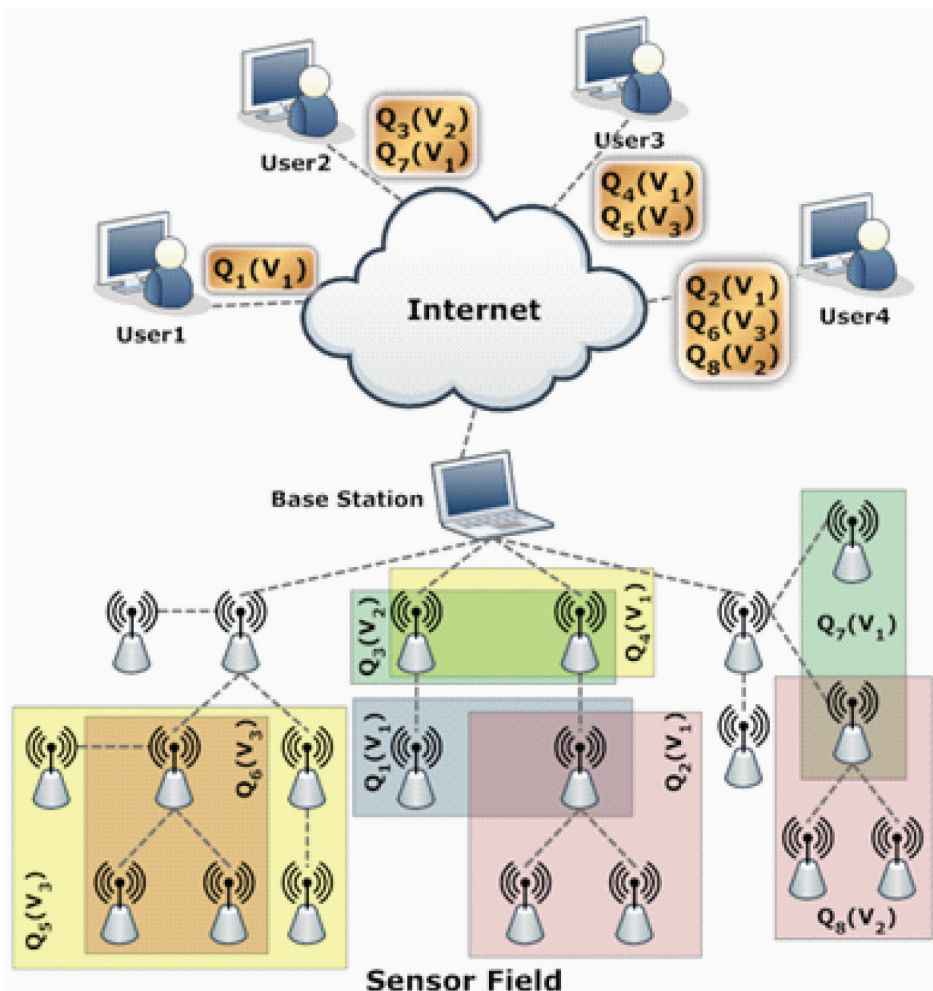 User2
Q₃(V₂)
Q₇(V₁)
User3
Q₄(V₁)
Q₅(V₃)
User1
Q₁(V₁)
Internet
Q₂(V₁)
Q₆(V₃)
Q₈(V₂)
User4
Base Station
Q₃(V₂)
Q₄(V₁)
Q₇(V₁)
Q₅(V₃)
Q₆(V₃)
Q₁(V₁)
Q₂(V₁)
Q₈(V₂)
Sensor Field